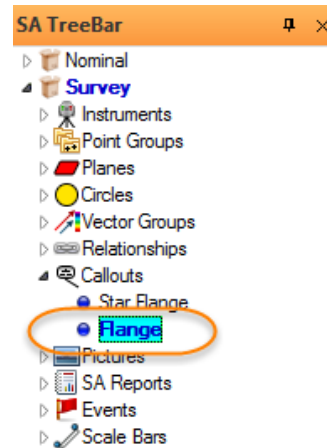 SA TreeBar
Nominal
Survey
Instruments
Point Groups
Planes
Circles
Vector Groups
Relationships
Callouts
Star Flange
Flange
Pictures
SA Reports
Events
Scale Bars